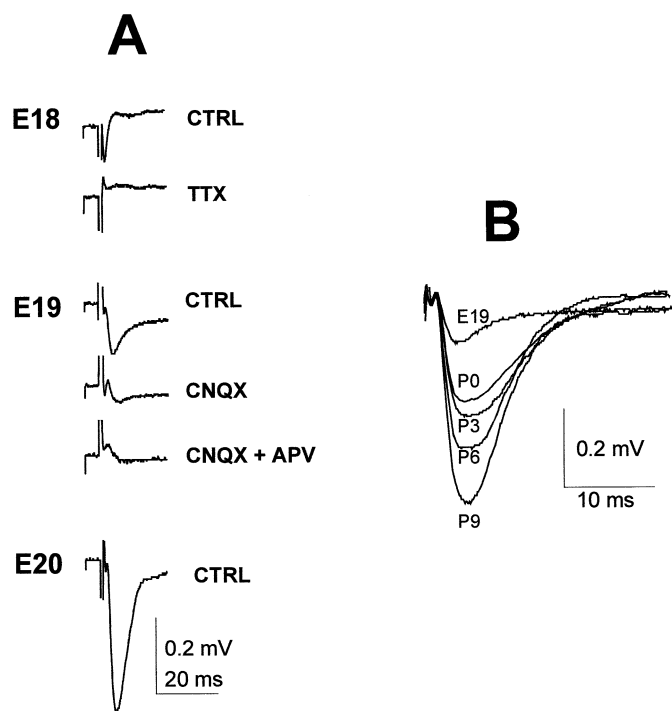 A
E18
CTRL
TTX
E19
CTRL
CNQX
CNQX + APV
E20
CTRL
0.2 mV
20 ms
B
E19
P0
P3
P6
P9
0.2 mV
10 ms